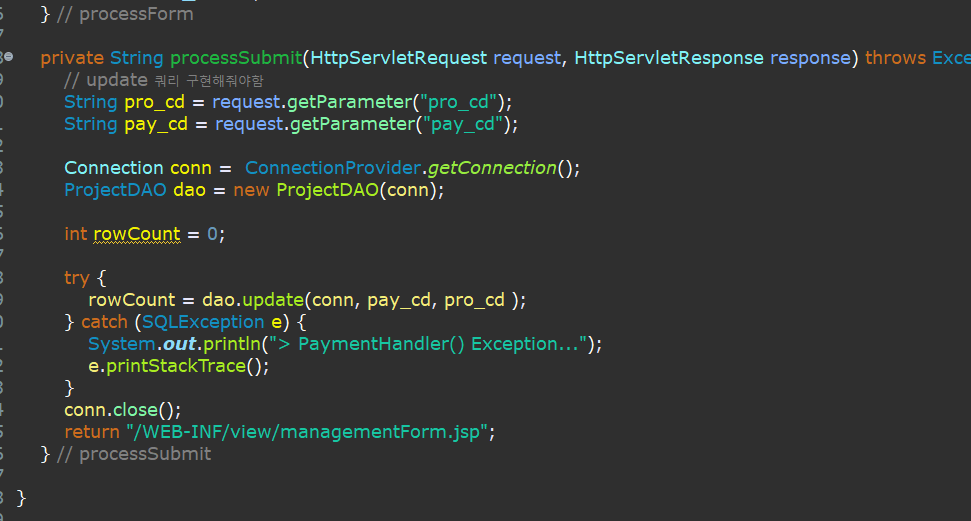 } // processForm
private String processSubmit(HttpServletRequest request, HttpServletResponse response) throws Exce
// update 쿼리 구현해줘야함
String pro_cd = request.getParameter("pro_cd");
String pay_cd = request.getParameter("pay_cd");
Connection conn =  ConnectionProvider.getConnection();
ProjectDAO dao = new ProjectDAO(conn);
int rowCount = 0;
try {
rowCount = dao.update(conn, pay_cd, pro_cd );
} catch (SQLException e) {
System.out.println("> PaymentHandler() Exception...");
e.printStackTrace();
}
conn.close();
return "/WEB-INF/view/managementForm.jsp";
} // processSubmit
}